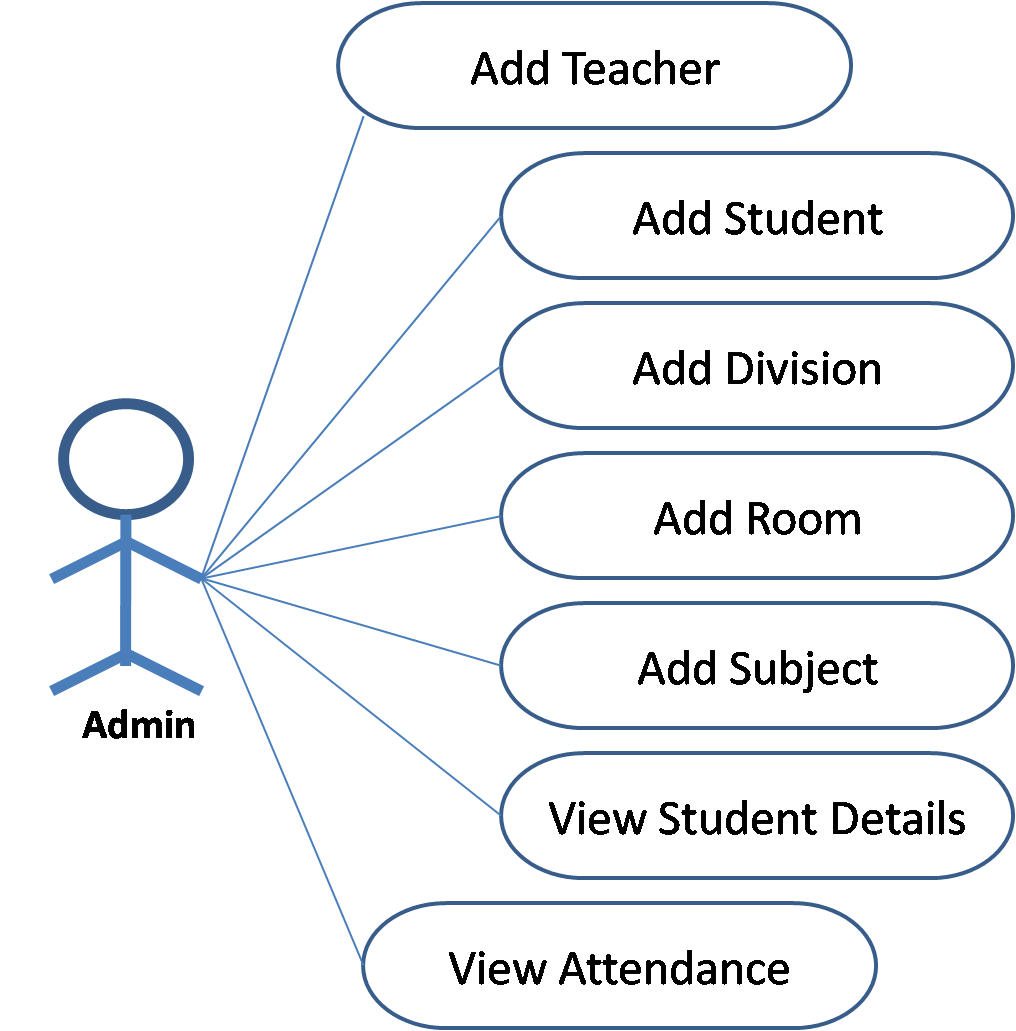 Add Teacher
Add Student
Add Division
Add Room
Add Subject
Admin
View Student Details
View Attendance